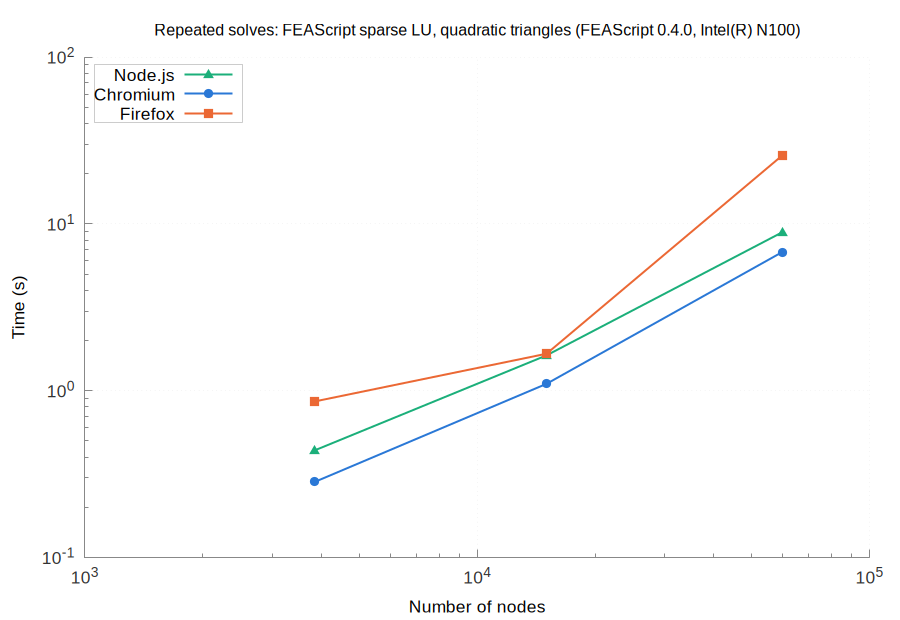 Repeated solves: FEAScript sparse LU, quadratic triangles (FEAScript 0.4.0, Intel(R) N100)
10²
Node.js
Chromium
Firefox
10¹
Time (s)
10⁰
10⁻¹
10³
10⁴
10⁵
Number of nodes